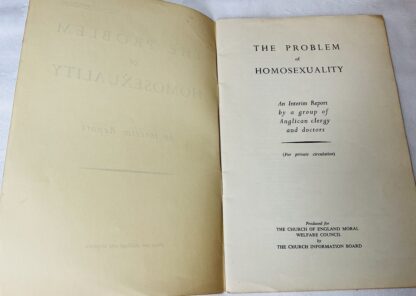 THE PROBLEM
of
HOMOSEXUALITY
An Interim Report
by a group of
Anglican clergy
and doctors
(For private circulation)
Produced for
THE CHURCH OF ENGLAND MORAL
WELFARE COUNCIL
by
THE CHURCH INFORMATION BOARD